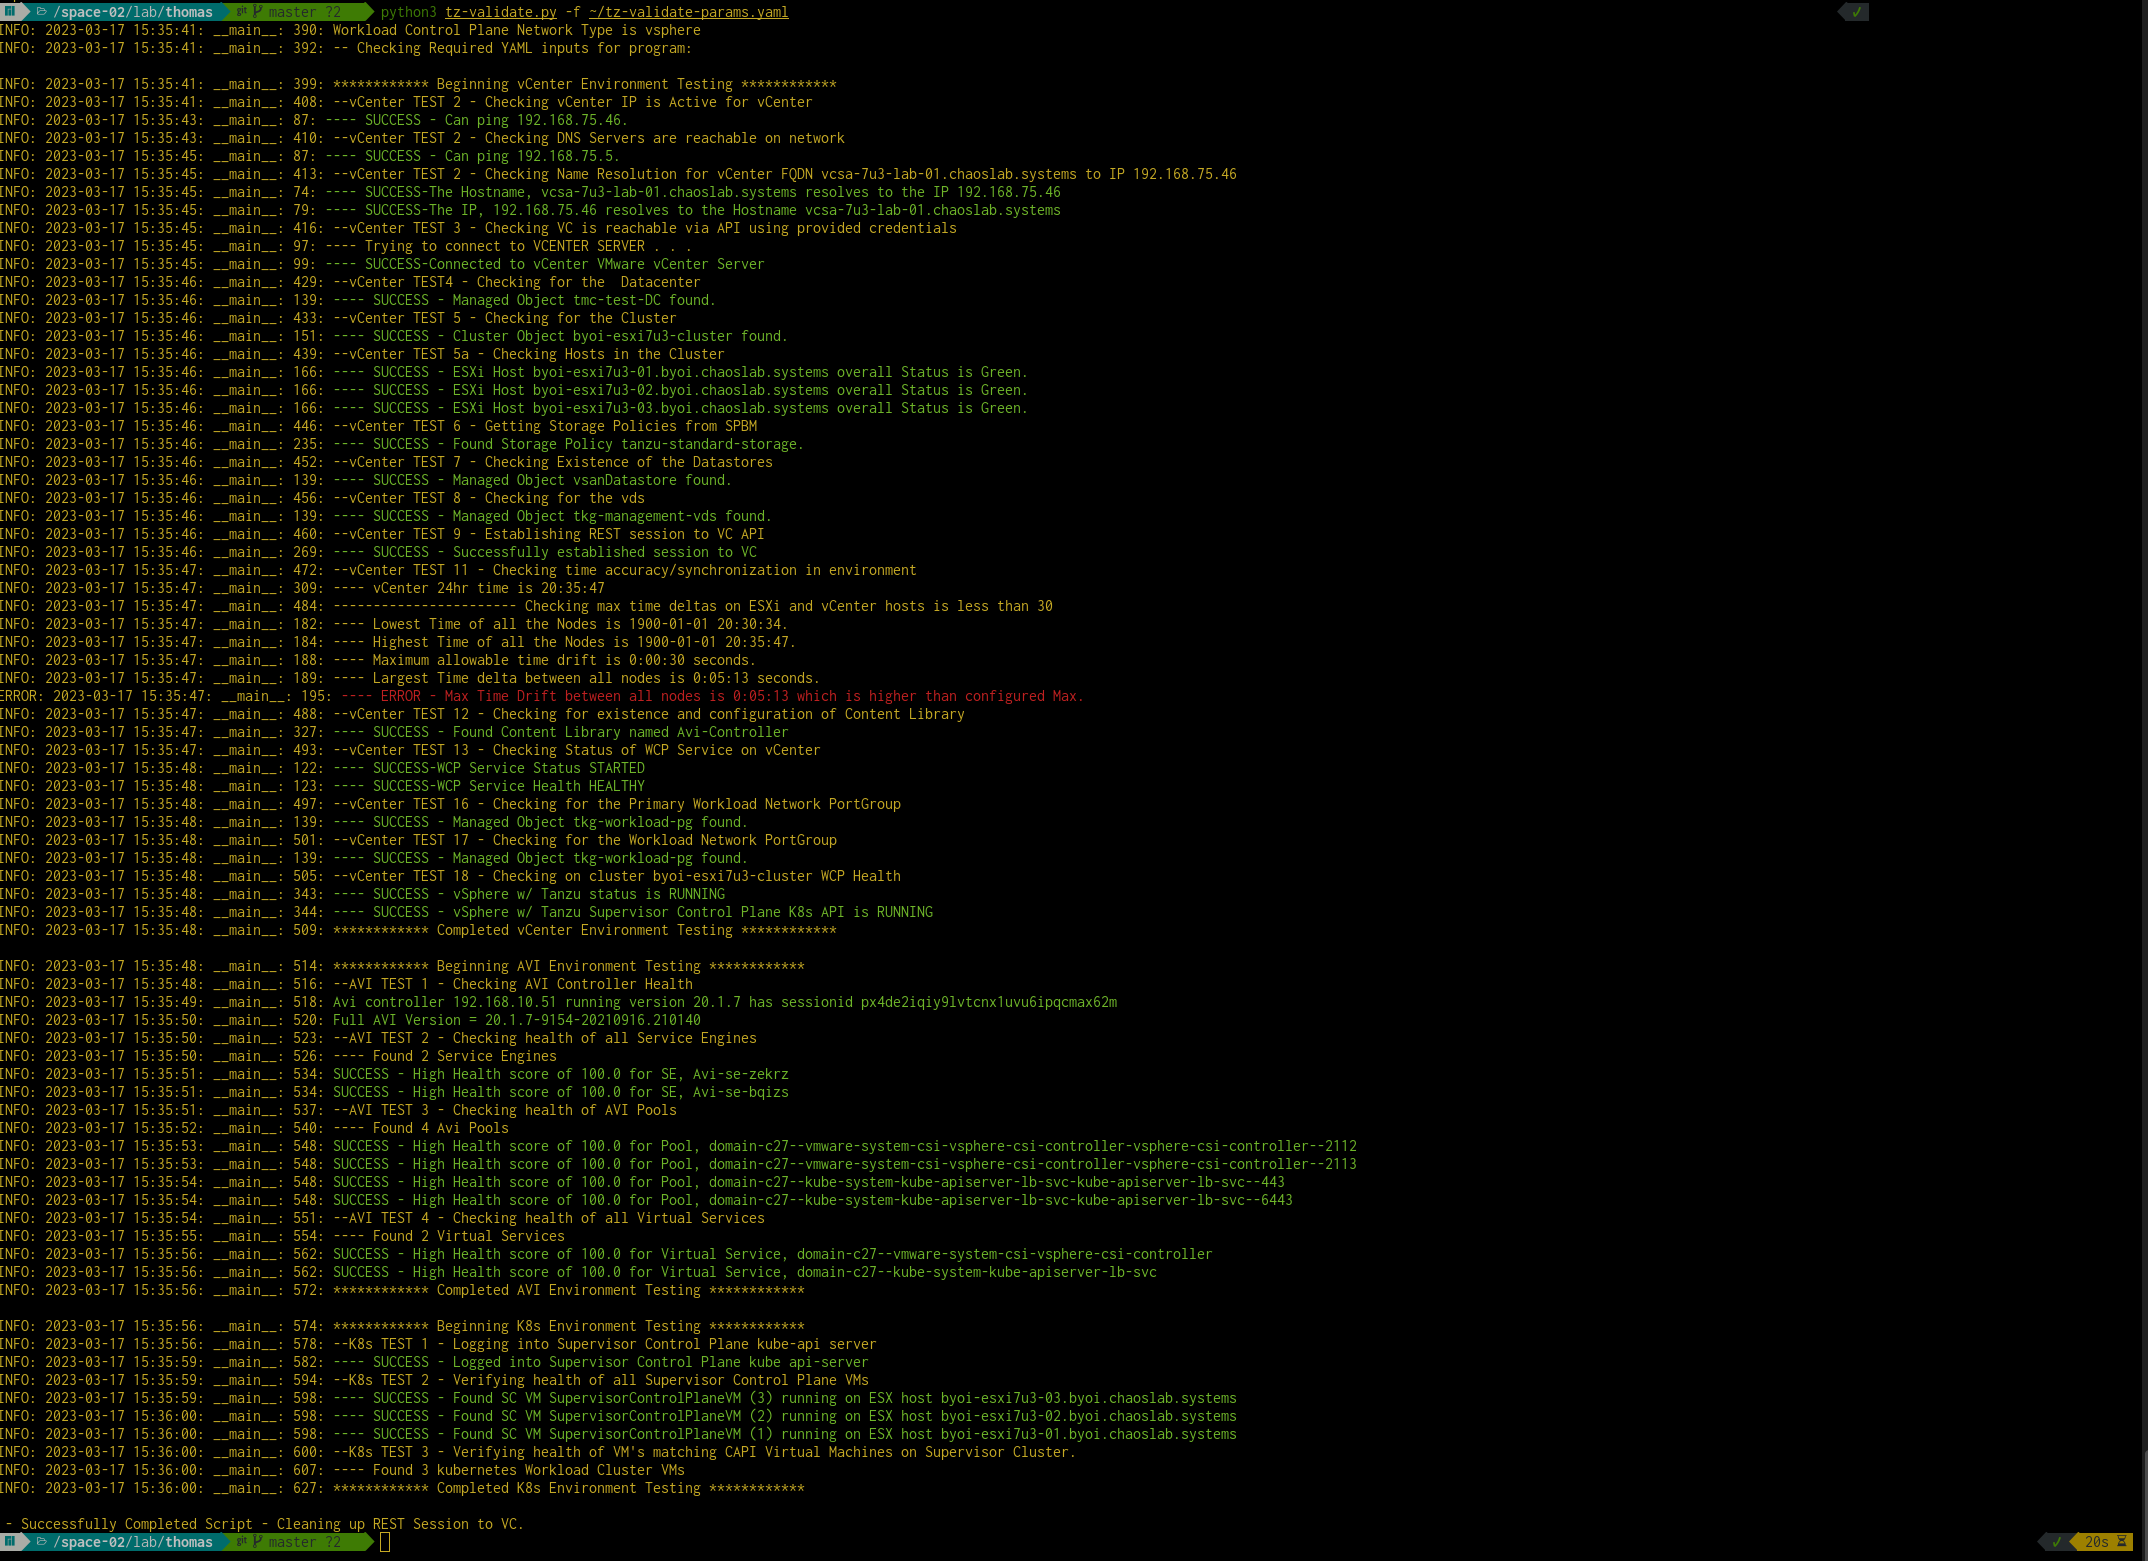 /space-02/lab/thomas git master ?2 python3 tz-validate.py -f ~/tz-validate-params.yaml ✓
INFO: 2023-03-17 15:35:41: __main__: 390: Workload Control Plane Network Type is vsphere
INFO: 2023-03-17 15:35:41: __main__: 392: -- Checking Required YAML inputs for program:
INFO: 2023-03-17 15:35:41: __main__: 399: ************ Beginning vCenter Environment Testing ************
INFO: 2023-03-17 15:35:41: __main__: 408: --vCenter TEST 2 - Checking vCenter IP is Active for vCenter
INFO: 2023-03-17 15:35:43: __main__: 87: ---- SUCCESS - Can ping 192.168.75.46.
INFO: 2023-03-17 15:35:43: __main__: 410: --vCenter TEST 2 - Checking DNS Servers are reachable on network
INFO: 2023-03-17 15:35:45: __main__: 87: ---- SUCCESS - Can ping 192.168.75.5.
INFO: 2023-03-17 15:35:45: __main__: 413: --vCenter TEST 2 - Checking Name Resolution for vCenter FQDN vcsa-7u3-lab-01.chaoslab.systems to IP 192.168.75.46
INFO: 2023-03-17 15:35:45: __main__: 74: ---- SUCCESS-The Hostname, vcsa-7u3-lab-01.chaoslab.systems resolves to the IP 192.168.75.46
INFO: 2023-03-17 15:35:45: __main__: 79: ---- SUCCESS-The IP, 192.168.75.46 resolves to the Hostname vcsa-7u3-lab-01.chaoslab.systems
INFO: 2023-03-17 15:35:45: __main__: 416: --vCenter TEST 3 - Checking VC is reachable via API using provided credentials
INFO: 2023-03-17 15:35:45: __main__: 97: ---- Trying to connect to VCENTER SERVER . . .
INFO: 2023-03-17 15:35:45: __main__: 99: ---- SUCCESS-Connected to vCenter VMware vCenter Server
INFO: 2023-03-17 15:35:46: __main__: 429: --vCenter TEST4 - Checking for the  Datacenter
INFO: 2023-03-17 15:35:46: __main__: 139: ---- SUCCESS - Managed Object tmc-test-DC found.
INFO: 2023-03-17 15:35:46: __main__: 433: --vCenter TEST 5 - Checking for the Cluster
INFO: 2023-03-17 15:35:46: __main__: 151: ---- SUCCESS - Cluster Object byoi-esxi7u3-cluster found.
INFO: 2023-03-17 15:35:46: __main__: 439: --vCenter TEST 5a - Checking Hosts in the Cluster
INFO: 2023-03-17 15:35:46: __main__: 166: ---- SUCCESS - ESXi Host byoi-esxi7u3-01.byoi.chaoslab.systems overall Status is Green.
INFO: 2023-03-17 15:35:46: __main__: 166: ---- SUCCESS - ESXi Host byoi-esxi7u3-02.byoi.chaoslab.systems overall Status is Green.
INFO: 2023-03-17 15:35:46: __main__: 166: ---- SUCCESS - ESXi Host byoi-esxi7u3-03.byoi.chaoslab.systems overall Status is Green.
INFO: 2023-03-17 15:35:46: __main__: 446: --vCenter TEST 6 - Getting Storage Policies from SPBM
INFO: 2023-03-17 15:35:46: __main__: 235: ---- SUCCESS - Found Storage Policy tanzu-standard-storage.
INFO: 2023-03-17 15:35:46: __main__: 452: --vCenter TEST 7 - Checking Existence of the Datastores
INFO: 2023-03-17 15:35:46: __main__: 139: ---- SUCCESS - Managed Object vsanDatastore found.
INFO: 2023-03-17 15:35:46: __main__: 456: --vCenter TEST 8 - Checking for the vds
INFO: 2023-03-17 15:35:46: __main__: 139: ---- SUCCESS - Managed Object tkg-management-vds found.
INFO: 2023-03-17 15:35:46: __main__: 460: --vCenter TEST 9 - Establishing REST session to VC API
INFO: 2023-03-17 15:35:46: __main__: 269: ---- SUCCESS - Successfully established session to VC
INFO: 2023-03-17 15:35:47: __main__: 472: --vCenter TEST 11 - Checking time accuracy/synchronization in environment
INFO: 2023-03-17 15:35:47: __main__: 309: ---- vCenter 24hr time is 20:35:47
INFO: 2023-03-17 15:35:47: __main__: 484: ----------------------- Checking max time deltas on ESXi and vCenter hosts is less than 30
INFO: 2023-03-17 15:35:47: __main__: 182: ---- Lowest Time of all the Nodes is 1900-01-01 20:30:34.
INFO: 2023-03-17 15:35:47: __main__: 184: ---- Highest Time of all the Nodes is 1900-01-01 20:35:47.
INFO: 2023-03-17 15:35:47: __main__: 188: ---- Maximum allowable time drift is 0:00:30 seconds.
INFO: 2023-03-17 15:35:47: __main__: 189: ---- Largest Time delta between all nodes is 0:05:13 seconds.
ERROR: 2023-03-17 15:35:47: __main__: 195: ---- ERROR - Max Time Drift between all nodes is 0:05:13 which is higher than configured Max.
INFO: 2023-03-17 15:35:47: __main__: 488: --vCenter TEST 12 - Checking for existence and configuration of Content Library
INFO: 2023-03-17 15:35:47: __main__: 327: ---- SUCCESS - Found Content Library named Avi-Controller
INFO: 2023-03-17 15:35:47: __main__: 493: --vCenter TEST 13 - Checking Status of WCP Service on vCenter
INFO: 2023-03-17 15:35:48: __main__: 122: ---- SUCCESS-WCP Service Status STARTED
INFO: 2023-03-17 15:35:48: __main__: 123: ---- SUCCESS-WCP Service Health HEALTHY
INFO: 2023-03-17 15:35:48: __main__: 497: --vCenter TEST 16 - Checking for the Primary Workload Network PortGroup
INFO: 2023-03-17 15:35:48: __main__: 139: ---- SUCCESS - Managed Object tkg-workload-pg found.
INFO: 2023-03-17 15:35:48: __main__: 501: --vCenter TEST 17 - Checking for the Workload Network PortGroup
INFO: 2023-03-17 15:35:48: __main__: 139: ---- SUCCESS - Managed Object tkg-workload-pg found.
INFO: 2023-03-17 15:35:48: __main__: 505: --vCenter TEST 18 - Checking on cluster byoi-esxi7u3-cluster WCP Health
INFO: 2023-03-17 15:35:48: __main__: 343: ---- SUCCESS - vSphere w/ Tanzu status is RUNNING
INFO: 2023-03-17 15:35:48: __main__: 344: ---- SUCCESS - vSphere w/ Tanzu Supervisor Control Plane K8s API is RUNNING
INFO: 2023-03-17 15:35:48: __main__: 509: ************ Completed vCenter Environment Testing ************
INFO: 2023-03-17 15:35:48: __main__: 514: ************ Beginning AVI Environment Testing ************
INFO: 2023-03-17 15:35:48: __main__: 516: --AVI TEST 1 - Checking AVI Controller Health
INFO: 2023-03-17 15:35:49: __main__: 518: Avi controller 192.168.10.51 running version 20.1.7 has sessionid px4de2iqiy9lvtcnx1uvu6ipqcmax62m
INFO: 2023-03-17 15:35:50: __main__: 520: Full AVI Version = 20.1.7-9154-20210916.210140
INFO: 2023-03-17 15:35:50: __main__: 523: --AVI TEST 2 - Checking health of all Service Engines
INFO: 2023-03-17 15:35:50: __main__: 526: ---- Found 2 Service Engines
INFO: 2023-03-17 15:35:51: __main__: 534: SUCCESS - High Health score of 100.0 for SE, Avi-se-zekrz
INFO: 2023-03-17 15:35:51: __main__: 534: SUCCESS - High Health score of 100.0 for SE, Avi-se-bqizs
INFO: 2023-03-17 15:35:51: __main__: 537: --AVI TEST 3 - Checking health of AVI Pools
INFO: 2023-03-17 15:35:52: __main__: 540: ---- Found 4 Avi Pools
INFO: 2023-03-17 15:35:53: __main__: 548: SUCCESS - High Health score of 100.0 for Pool, domain-c27--vmware-system-csi-vsphere-csi-controller-vsphere-csi-controller--2112
INFO: 2023-03-17 15:35:53: __main__: 548: SUCCESS - High Health score of 100.0 for Pool, domain-c27--vmware-system-csi-vsphere-csi-controller-vsphere-csi-controller--2113
INFO: 2023-03-17 15:35:54: __main__: 548: SUCCESS - High Health score of 100.0 for Pool, domain-c27--kube-system-kube-apiserver-lb-svc-kube-apiserver-lb-svc--443
INFO: 2023-03-17 15:35:54: __main__: 548: SUCCESS - High Health score of 100.0 for Pool, domain-c27--kube-system-kube-apiserver-lb-svc-kube-apiserver-lb-svc--6443
INFO: 2023-03-17 15:35:54: __main__: 551: --AVI TEST 4 - Checking health of all Virtual Services
INFO: 2023-03-17 15:35:55: __main__: 554: ---- Found 2 Virtual Services
INFO: 2023-03-17 15:35:56: __main__: 562: SUCCESS - High Health score of 100.0 for Virtual Service, domain-c27--vmware-system-csi-vsphere-csi-controller
INFO: 2023-03-17 15:35:56: __main__: 562: SUCCESS - High Health score of 100.0 for Virtual Service, domain-c27--kube-system-kube-apiserver-lb-svc
INFO: 2023-03-17 15:35:56: __main__: 572: ************ Completed AVI Environment Testing ************
INFO: 2023-03-17 15:35:56: __main__: 574: ************ Beginning K8s Environment Testing ************
INFO: 2023-03-17 15:35:56: __main__: 578: --K8s TEST 1 - Logging into Supervisor Control Plane kube-api server
INFO: 2023-03-17 15:35:59: __main__: 582: ---- SUCCESS - Logged into Supervisor Control Plane kube api-server
INFO: 2023-03-17 15:35:59: __main__: 594: --K8s TEST 2 - Verifying health of all Supervisor Control Plane VMs
INFO: 2023-03-17 15:35:59: __main__: 598: ---- SUCCESS - Found SC VM SupervisorControlPlaneVM (3) running on ESX host byoi-esxi7u3-03.byoi.chaoslab.systems
INFO: 2023-03-17 15:36:00: __main__: 598: ---- SUCCESS - Found SC VM SupervisorControlPlaneVM (2) running on ESX host byoi-esxi7u3-02.byoi.chaoslab.systems
INFO: 2023-03-17 15:36:00: __main__: 598: ---- SUCCESS - Found SC VM SupervisorControlPlaneVM (1) running on ESX host byoi-esxi7u3-01.byoi.chaoslab.systems
INFO: 2023-03-17 15:36:00: __main__: 600: --K8s TEST 3 - Verifying health of VM's matching CAPI Virtual Machines on Supervisor Cluster.
INFO: 2023-03-17 15:36:00: __main__: 607: ---- Found 3 kubernetes Workload Cluster VMs
INFO: 2023-03-17 15:36:00: __main__: 627: ************ Completed K8s Environment Testing ************
- Successfully Completed Script - Cleaning up REST Session to VC.
/space-02/lab/thomas git master ?2 ✓ 20s